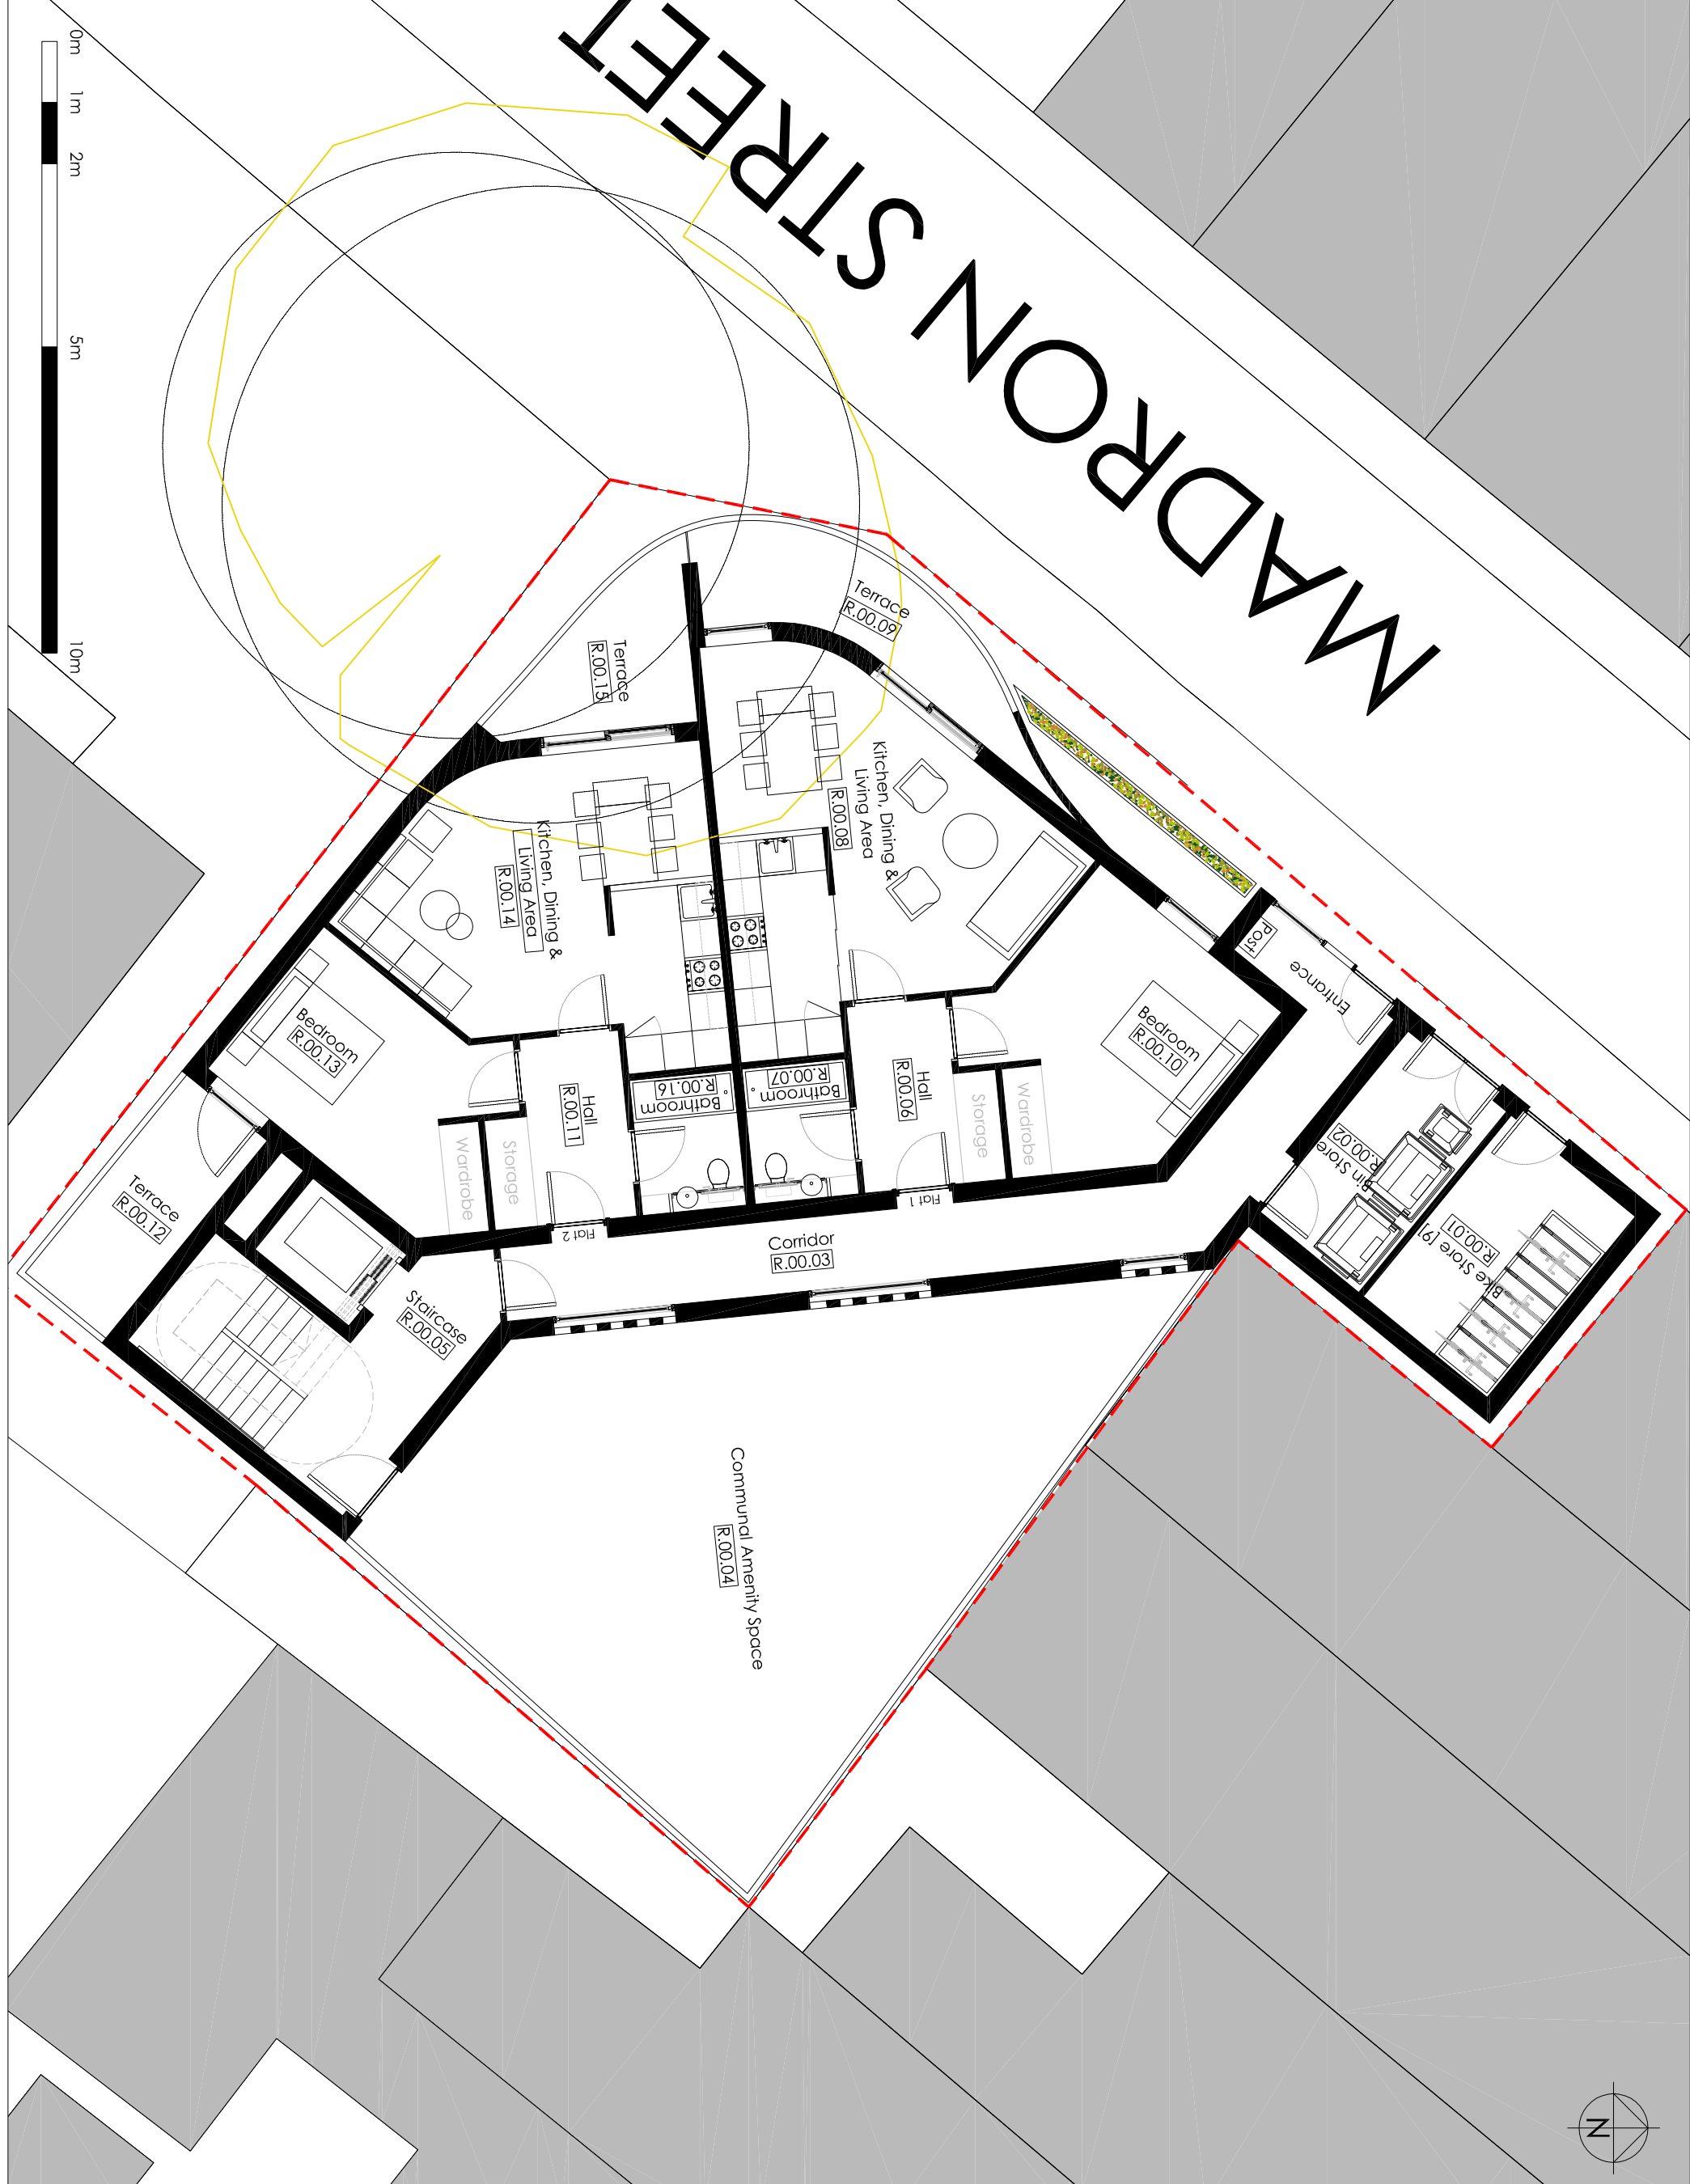 0m
1m
2m
5m
10m
MADRON STREET
Terrace
R.00.09
Terrace
R.00.15
Kitchen, Dining &
Living Area
R.00.08
Kitchen, Dining &
Living Area
R.00.14
Post
Entrance
Bedroom
R.00.13
Bedroom
R.00.10
Hall
R.00.11
Bathroom
R.00.16
Bathroom
R.00.07
Hall
R.00.06
Storage
Wardrobe
Wardrobe
Storage
Bin Store
R.00.02
Bike Store [9]
R.00.01
Terrace
R.00.12
Flat 2
Flat 1
Corridor
R.00.03
Staircase
R.00.05
Communal Amenity Space
R.00.04
N